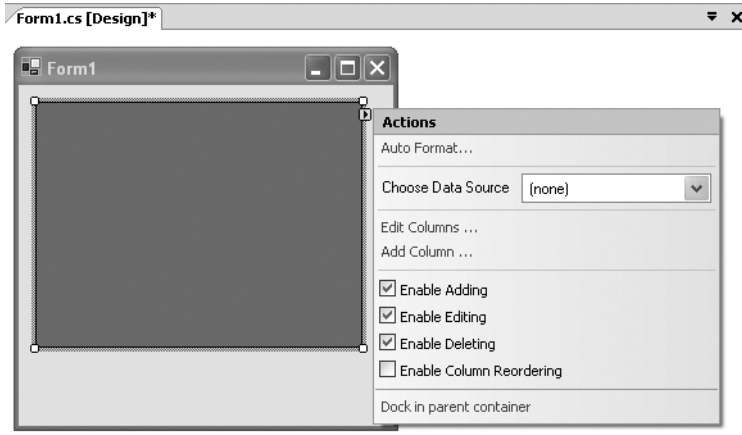 Form1.cs [Design]*
Form1
Actions
Auto Format...
Choose Data Source (none)
Edit Columns ...
Add Column ...
Enable Adding
Enable Editing
Enable Deleting
Enable Column Reordering
Dock in parent container